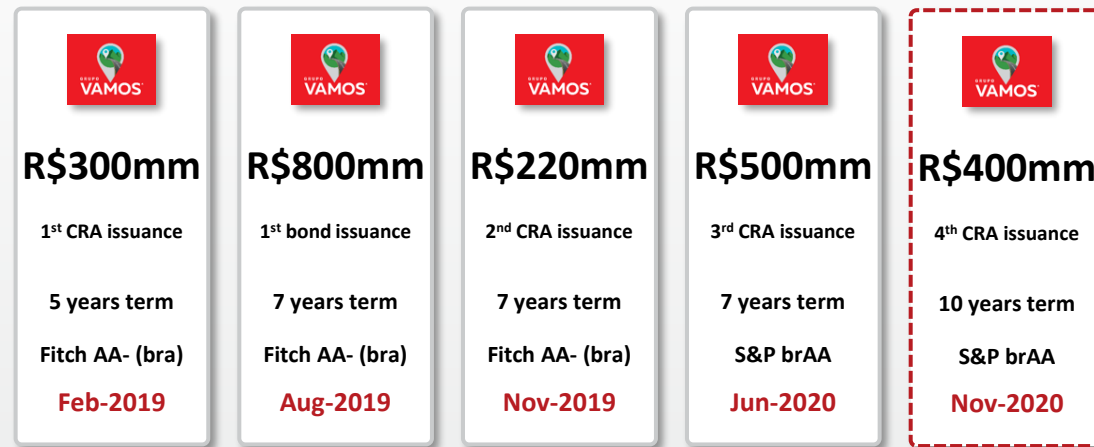 GRUPO
VAMOS
R$300mm
1st CRA issuance
5 years term
Fitch AA- (bra)
Feb-2019
GRUPO
VAMOS
R$800mm
1st bond issuance
7 years term
Fitch AA- (bra)
Aug-2019
GRUPO
VAMOS
R$220mm
2nd CRA issuance
7 years term
Fitch AA- (bra)
Nov-2019
GRUPO
VAMOS
R$500mm
3rd CRA issuance
7 years term
S&P brAA
Jun-2020
GRUPO
VAMOS
R$400mm
4th CRA issuance
10 years term
S&P brAA
Nov-2020